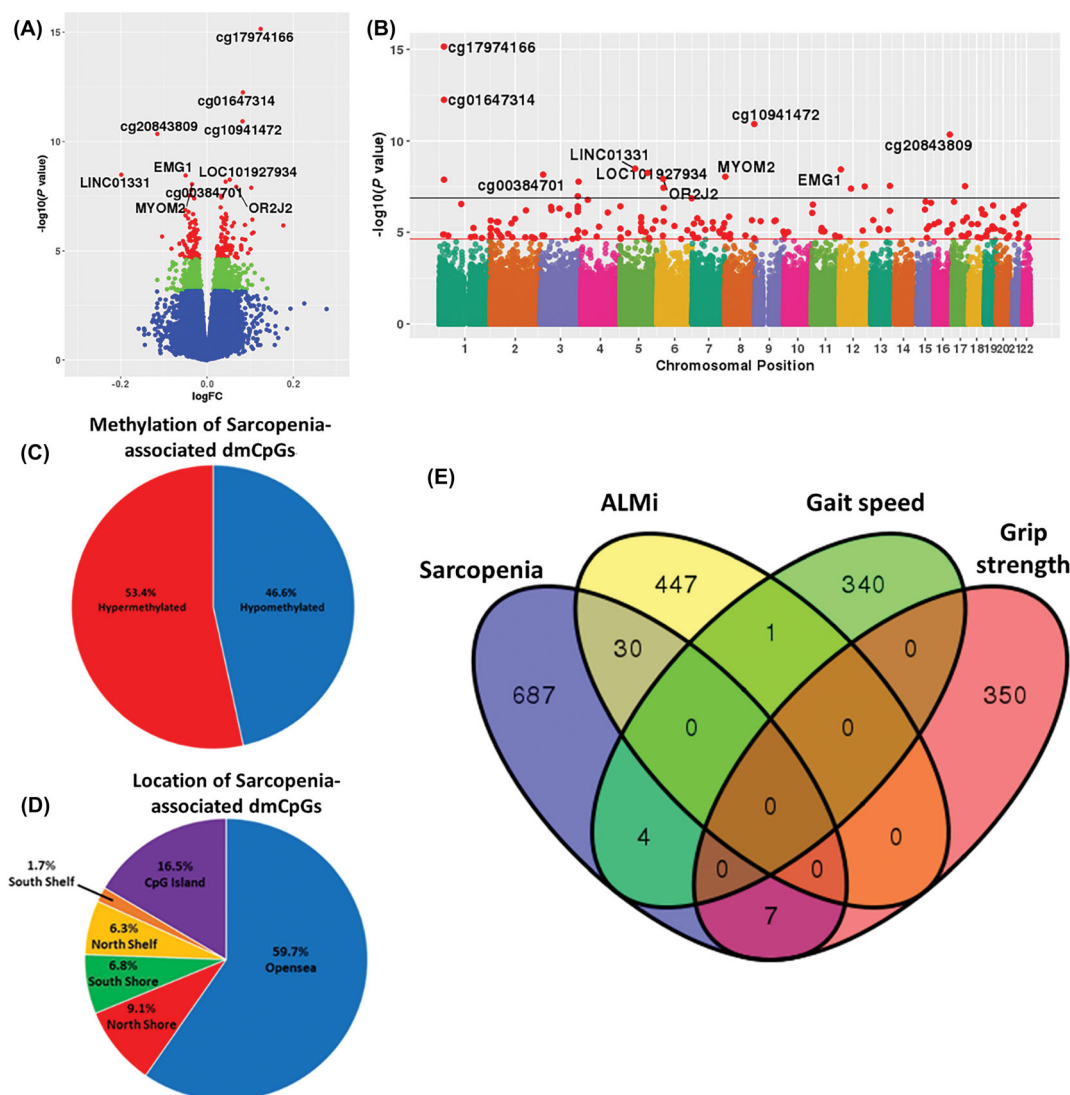 (A)
15
10
5
0
-log10(P value)
cg17974166
cg01647314
cg20843809
cg10941472
EMG1
LOC101927934
LINC01331
cg00384701
MYOM2
OR2J2
-0.2
0.0
0.2
logFC
(B)
15
10
5
0
-log10(P value)
cg17974166
cg01647314
cg10941472
cg20843809
LINC01331
LOC101927934
MYOM2
EMG1
cg00384701
OR2J2
1 2 3 4 5 6 7 8 9 10 11 12 13 14 15 16 17 18 19 20 21 22
Chromosomal Position
(C)
Methylation of Sarcopenia-
associated dmCpGs
53.4%
Hypermethylated
46.6%
Hypomethylated
(D)
Location of Sarcopenia-
associated dmCpGs
1.7%
South Shelf
16.5%
CpG Island
6.3%
North Shelf
6.8%
South Shore
9.1%
North Shore
59.7%
Opensea
(E)
ALMi
Gait speed
Sarcopenia
Grip
strength
447
340
30
1
0
687
350
0
0
0
4
0
0
0
7